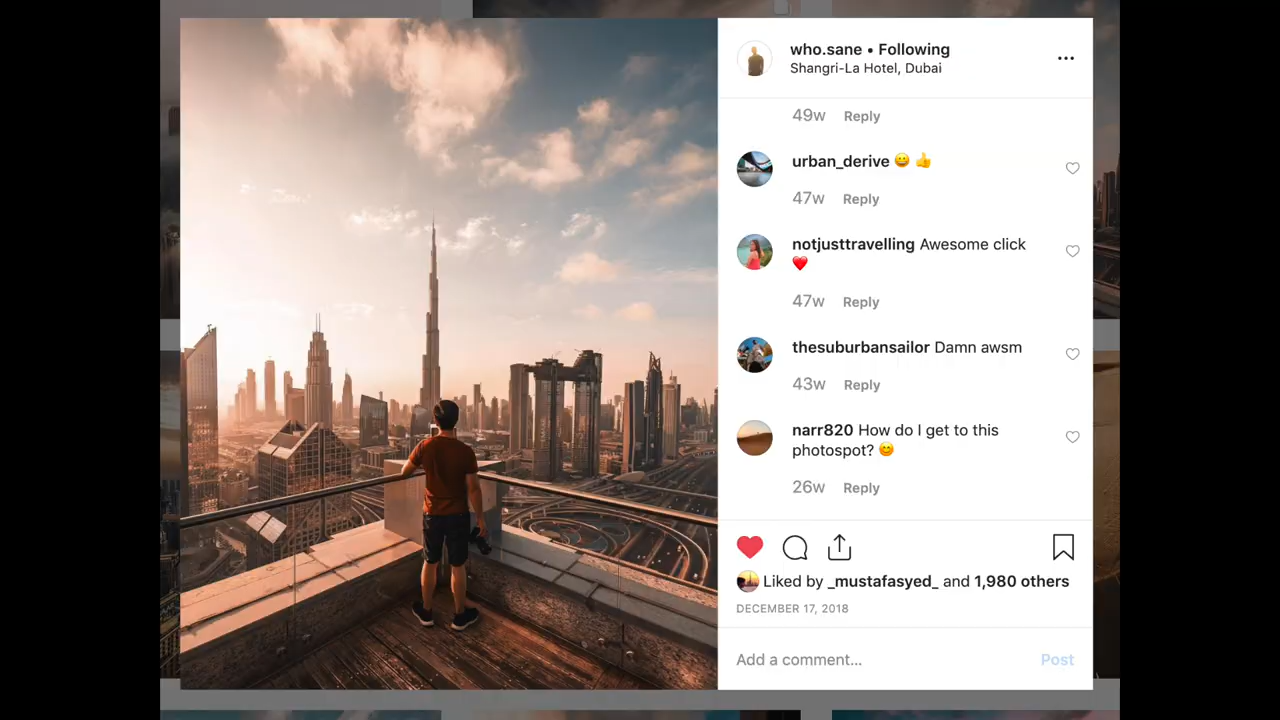 who.sane • Following
Shangri-La Hotel, Dubai
49w Reply
urban_derive 😀 👍
47w Reply
notjusttravelling Awesome click
❤️
47w Reply
thesuburbansailor Damn awsm
43w Reply
narr820 How do I get to this
photospot? 😊
26w Reply
Liked by _mustafasyed_ and 1,980 others
DECEMBER 17, 2018
Add a comment... Post